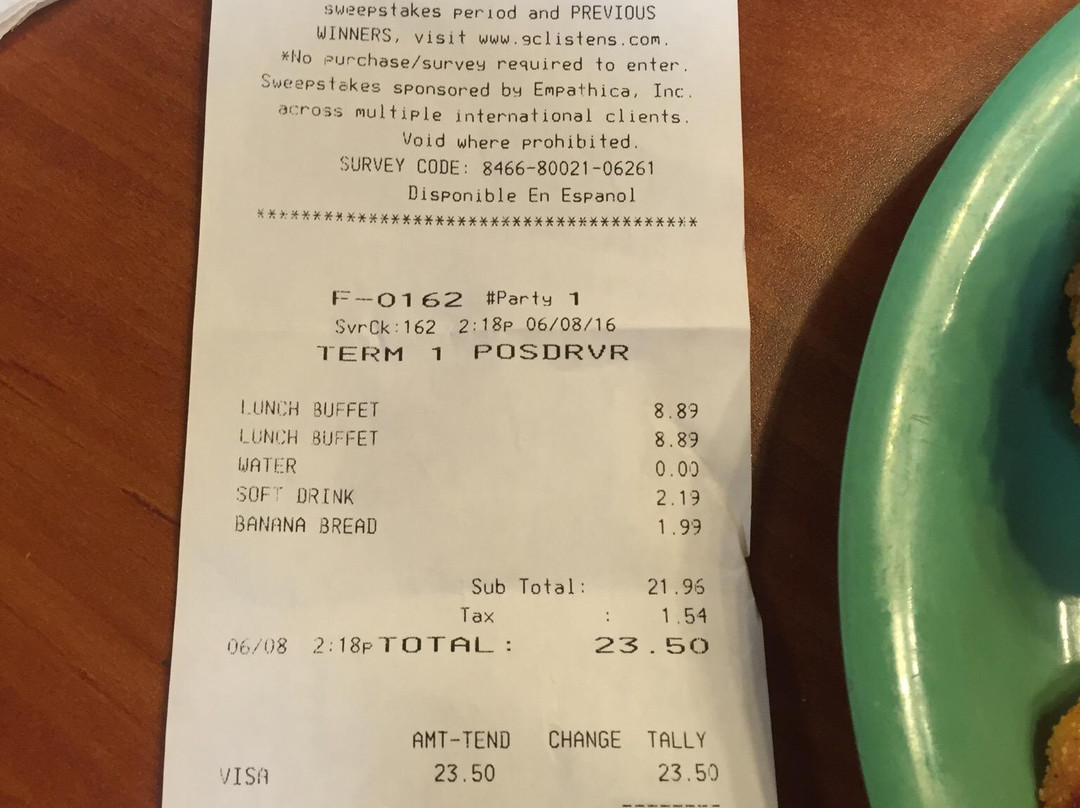 sweepstakes period and PREVIOUS
WINNERS, visit www.gclistens.com.
*No purchase/survey required to enter.
Sweepstakes sponsored by Empathica, Inc.
across multiple international clients.
Void where prohibited.
SURVEY CODE: 8466-80021-06261
Disponible En Espanol
****************************************
F-0162 #Party 1
SvrCk:162 2:18p 06/08/16
TERM 1 POSDRVR
LUNCH BUFFET 8.89
LUNCH BUFFET 8.89
WATER 0.00
SOFT DRINK 2.19
BANANA BREAD 1.99
Sub Total: 21.96
Tax : 1.54
06/08 2:18p TOTAL: 23.50
AMT-TEND CHANGE TALLY
VISA 23.50 23.50
--------